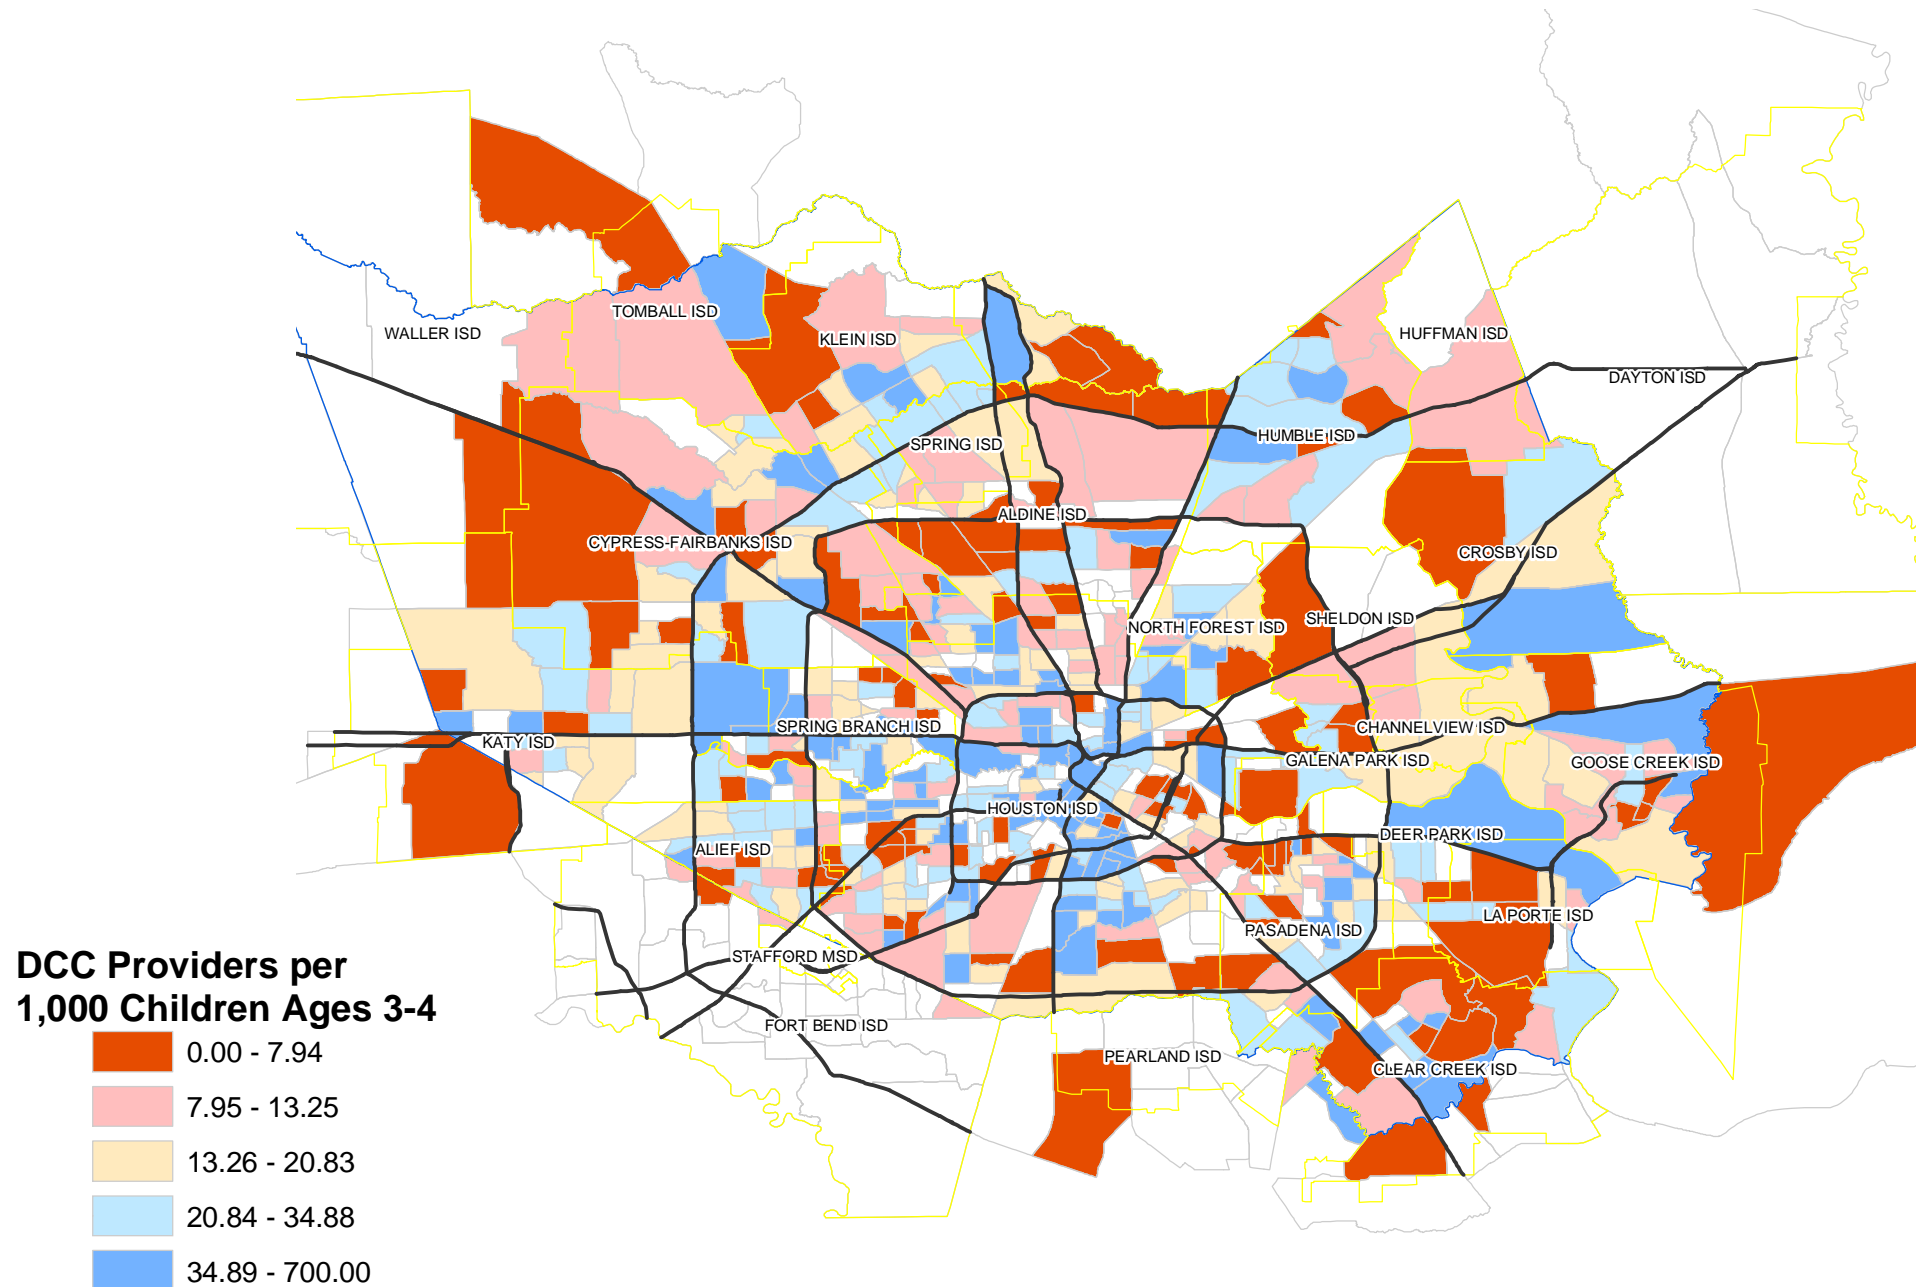 TOMBALL ISD
WALLER ISD
KLEIN ISD
HUFFMAN ISD
DAYTON ISD
SPRING ISD
HUMBLE ISD
ALDINE ISD
CYPRESS-FAIRBANKS ISD
CROSBY ISD
NORTH FOREST ISD
SHELDON ISD
SPRING BRANCH ISD
CHANNELVIEW ISD
KATY ISD
GALENA PARK ISD
GOOSE CREEK ISD
HOUSTON ISD
DEER PARK ISD
ALIEF ISD
LA PORTE ISD
PASADENA ISD
STAFFORD MSD
FORT BEND ISD
PEARLAND ISD
CLEAR CREEK ISD
DCC Providers per
1,000 Children Ages 3-4
0.00 - 7.94
7.95 - 13.25
13.26 - 20.83
20.84 - 34.88
34.89 - 700.00